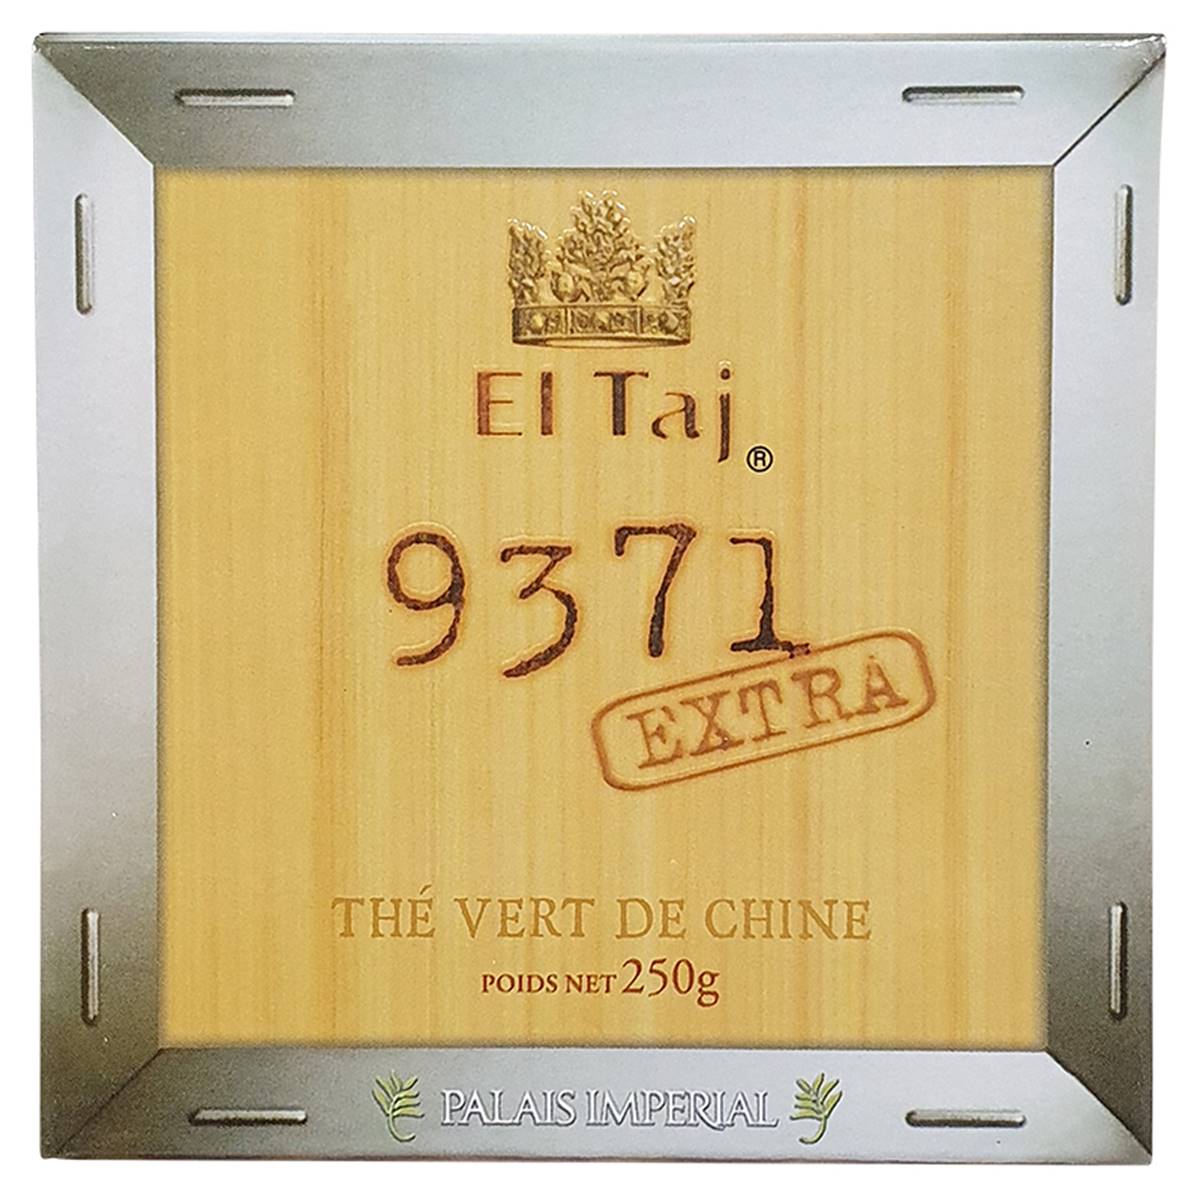 El Taj
®
9371
EXTRA
THÉ VERT DE CHINE
POIDS NET 250g
PALAIS IMPERIAL